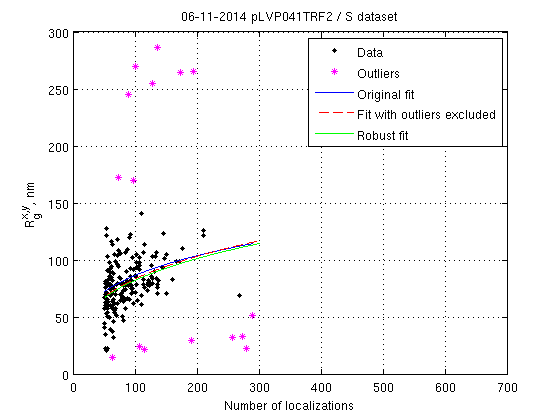 06-11-2014 pLVP041TRF2 / S dataset
300
250
200
150
100
50
0
R_g^x,y, nm
Data
Outliers
Original fit
Fit with outliers excluded
Robust fit
0 100 200 300 400 500 600 700
Number of localizations